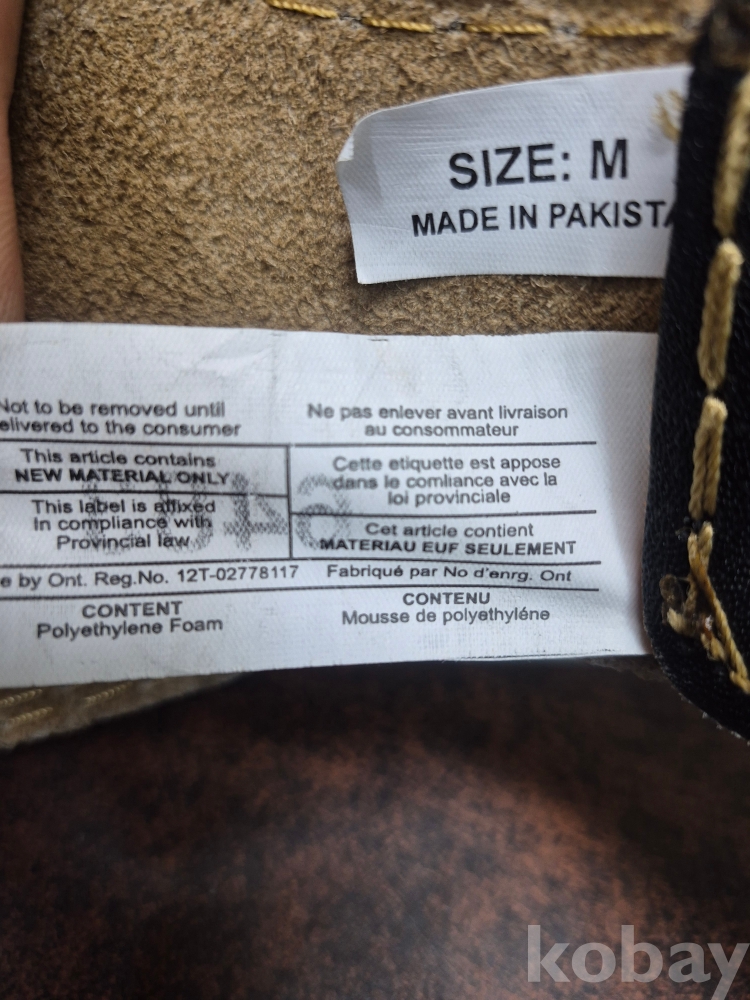 SIZE: M
MADE IN PAKISTA
Not to be removed until
elivered to the consumer
This article contains
NEW MATERIAL ONLY
This label is affixed
In compliance with
Provincial law
Ne pas enlever avant livraison
au consommateur
Cette etiquette est appose
dans le comliance avec la
loi provinciale
Cet article contient
MATERIAU EUF SEULEMENT
e by Ont. Reg.No. 12T-02778117 Fabriqué par No d'enrg. Ont
CONTENT
Polyethylene Foam
CONTENU
Mousse de polyethyléne
kobay